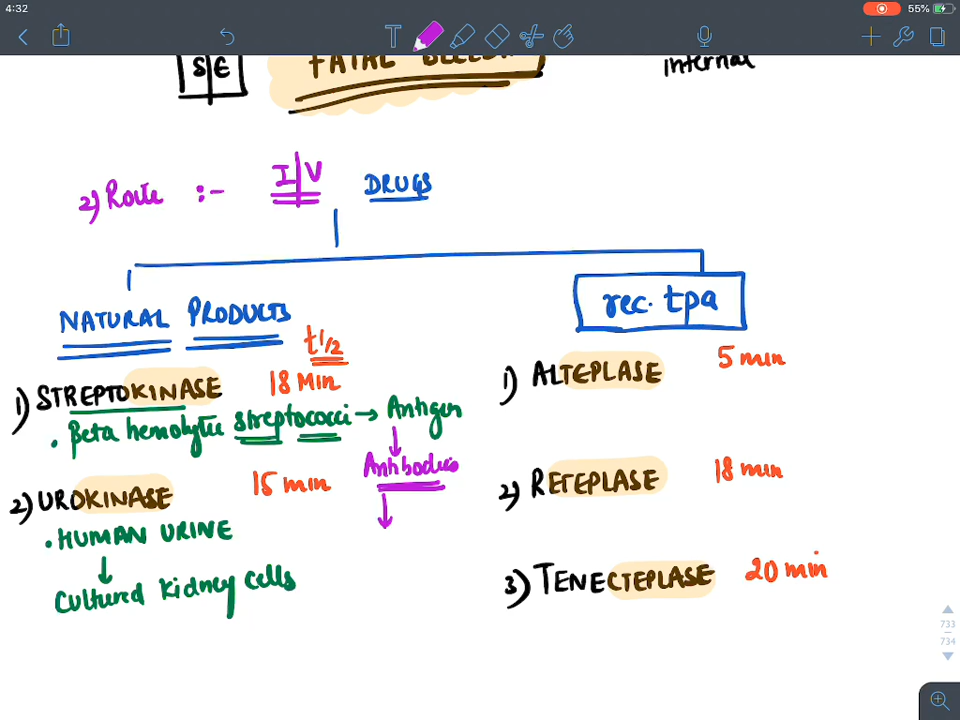 4:32
55%
S E
FATAL
internal
2) Route :- I|V DRUGS
NATURAL PRODUCTS
rec. tpa
t½
1) STREPTOKINASE 18 Min
• Beta hemolytic streptococci → Antigen
↓
Antibodies
↓
2) UROKINASE 15 min
• HUMAN URINE
↓
Cultured kidney cells
1) ALTEPLASE 5 min
2) RETEPLASE 18 min
3) TENECTEPLASE 20 min
733
734